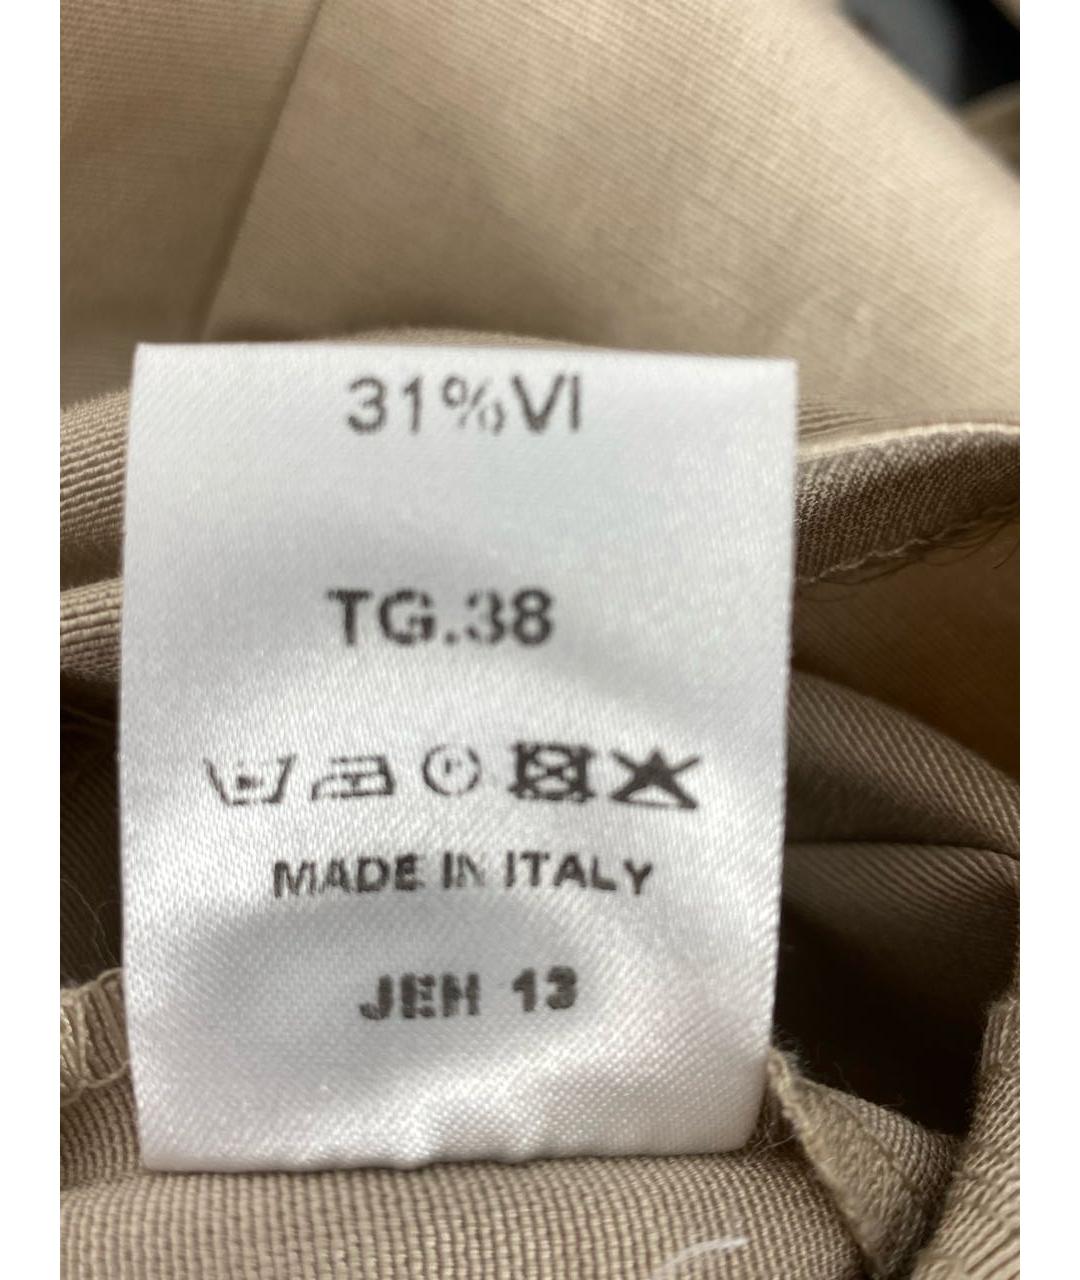 31%VI
TG.38
MADE IN ITALY
JEH 13